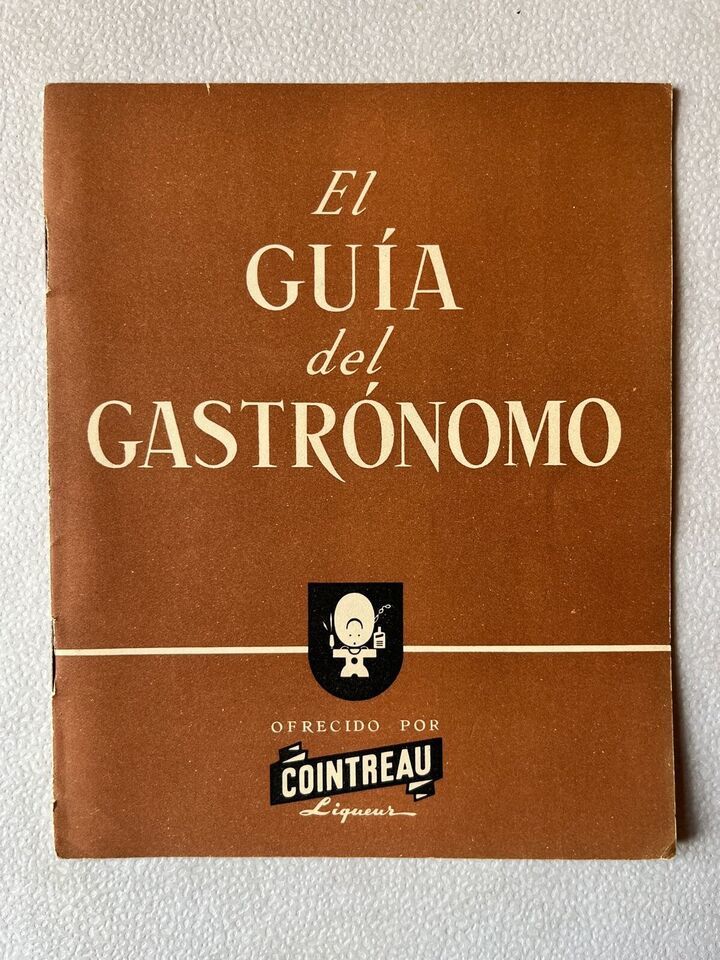 El
GUÍA
del
GASTRÓNOMO
OFRECIDO POR
COINTREAU
Liqueur